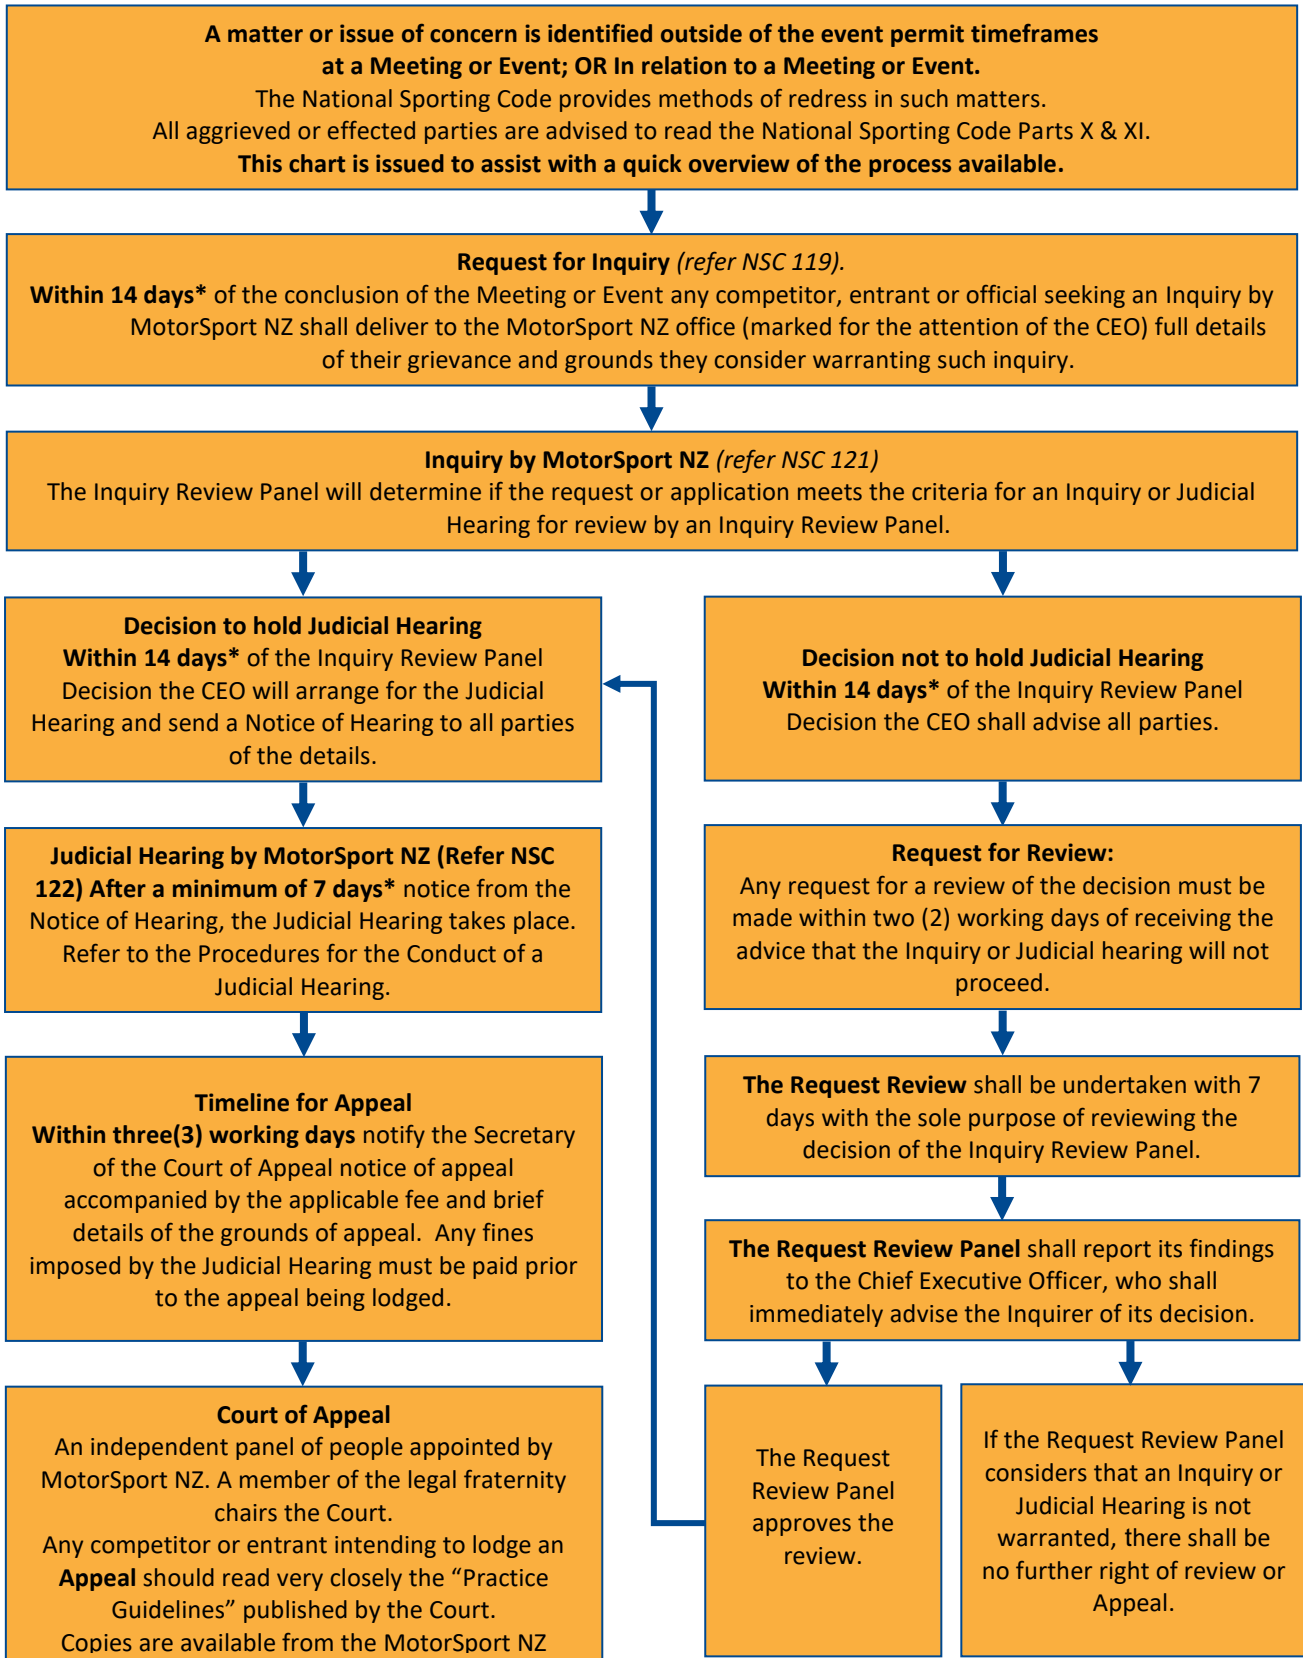 A matter or issue of concern is identified outside of the event permit timeframes
at a Meeting or Event; OR In relation to a Meeting or Event.
The National Sporting Code provides methods of redress in such matters.
All aggrieved or effected parties are advised to read the National Sporting Code Parts X & XI.
This chart is issued to assist with a quick overview of the process available.
Request for Inquiry (refer NSC 119).
Within 14 days* of the conclusion of the Meeting or Event any competitor, entrant or official seeking an Inquiry by
MotorSport NZ shall deliver to the MotorSport NZ office (marked for the attention of the CEO) full details
of their grievance and grounds they consider warranting such inquiry.
Inquiry by MotorSport NZ (refer NSC 121)
The Inquiry Review Panel will determine if the request or application meets the criteria for an Inquiry or Judicial
Hearing for review by an Inquiry Review Panel.
Decision to hold Judicial Hearing
Within 14 days* of the Inquiry Review Panel
Decision the CEO will arrange for the Judicial
Hearing and send a Notice of Hearing to all parties
of the details.
Judicial Hearing by MotorSport NZ (Refer NSC
122) After a minimum of 7 days* notice from the
Notice of Hearing, the Judicial Hearing takes place.
Refer to the Procedures for the Conduct of a
Judicial Hearing.
Timeline for Appeal
Within three(3) working days notify the Secretary
of the Court of Appeal notice of appeal
accompanied by the applicable fee and brief
details of the grounds of appeal. Any fines
imposed by the Judicial Hearing must be paid prior
to the appeal being lodged.
Court of Appeal
An independent panel of people appointed by
MotorSport NZ. A member of the legal fraternity
chairs the Court.
Any competitor or entrant intending to lodge an
Appeal should read very closely the “Practice
Guidelines” published by the Court.
Copies are available from the MotorSport NZ
Decision not to hold Judicial Hearing
Within 14 days* of the Inquiry Review Panel
Decision the CEO shall advise all parties.
Request for Review:
Any request for a review of the decision must be
made within two (2) working days of receiving the
advice that the Inquiry or Judicial hearing will not
proceed.
The Request Review shall be undertaken with 7
days with the sole purpose of reviewing the
decision of the Inquiry Review Panel.
The Request Review Panel shall report its findings
to the Chief Executive Officer, who shall
immediately advise the Inquirer of its decision.
The Request
Review Panel
approves the
review.
If the Request Review Panel
considers that an Inquiry or
Judicial Hearing is not
warranted, there shall be
no further right of review or
Appeal.